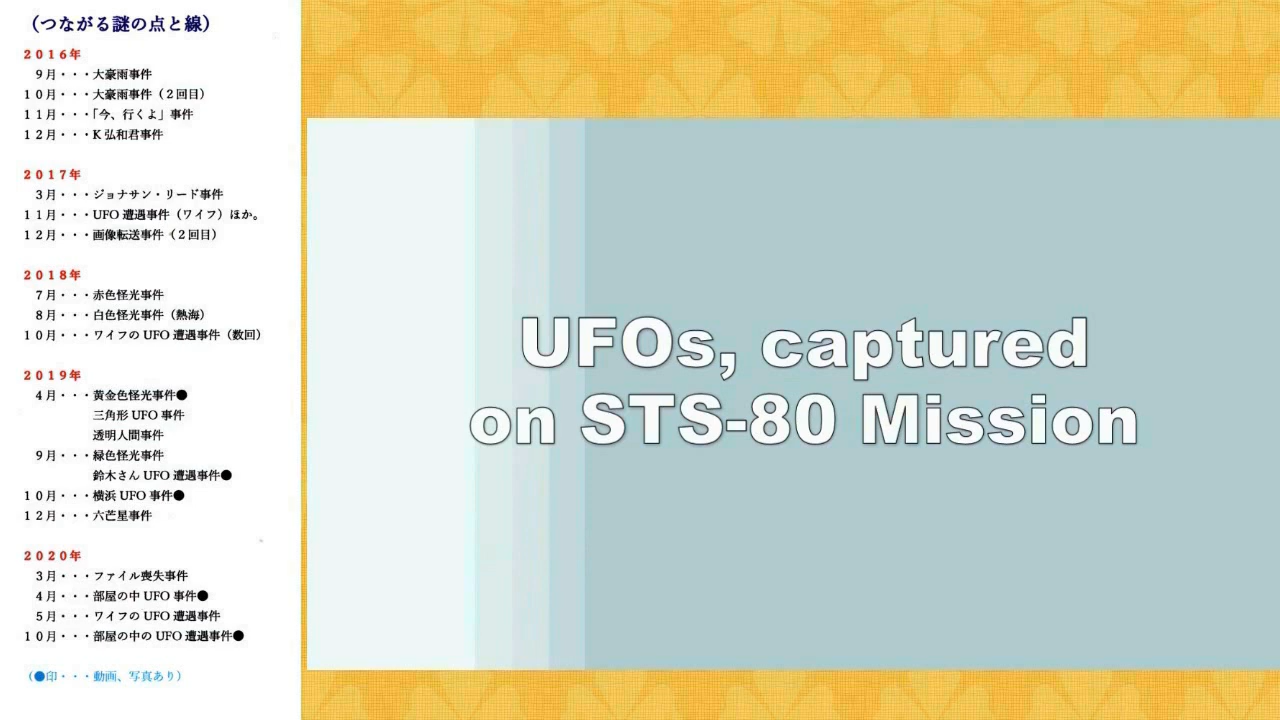 （つながる謎の点と線）
２０１６年
９月・・・大豪雨事件
１０月・・・大豪雨事件（２回目）
１１月・・・「今、行くよ」事件
１２月・・・K 弘和君事件
２０１７年
３月・・・ジョナサン・リード事件
１１月・・・UFO 遭遇事件（ワイフ）ほか。
１２月・・・画像転送事件（２回目）
２０１８年
７月・・・赤色怪光事件
８月・・・白色怪光事件（熱海）
１０月・・・ワイフの UFO 遭遇事件（数回）
２０１９年
４月・・・黄金色怪光事件●
三角形 UFO 事件
透明人間事件
９月・・・緑色怪光事件
鈴木さん UFO 遭遇事件●
１０月・・・横浜 UFO 事件●
１２月・・・六芒星事件
２０２０年
３月・・・ファイル喪失事件
４月・・・部屋の中 UFO 事件●
５月・・・ワイフの UFO 遭遇事件
１０月・・・部屋の中の UFO 遭遇事件●
（●印・・・動画、写真あり）
UFOs, captured
on STS-80 Mission